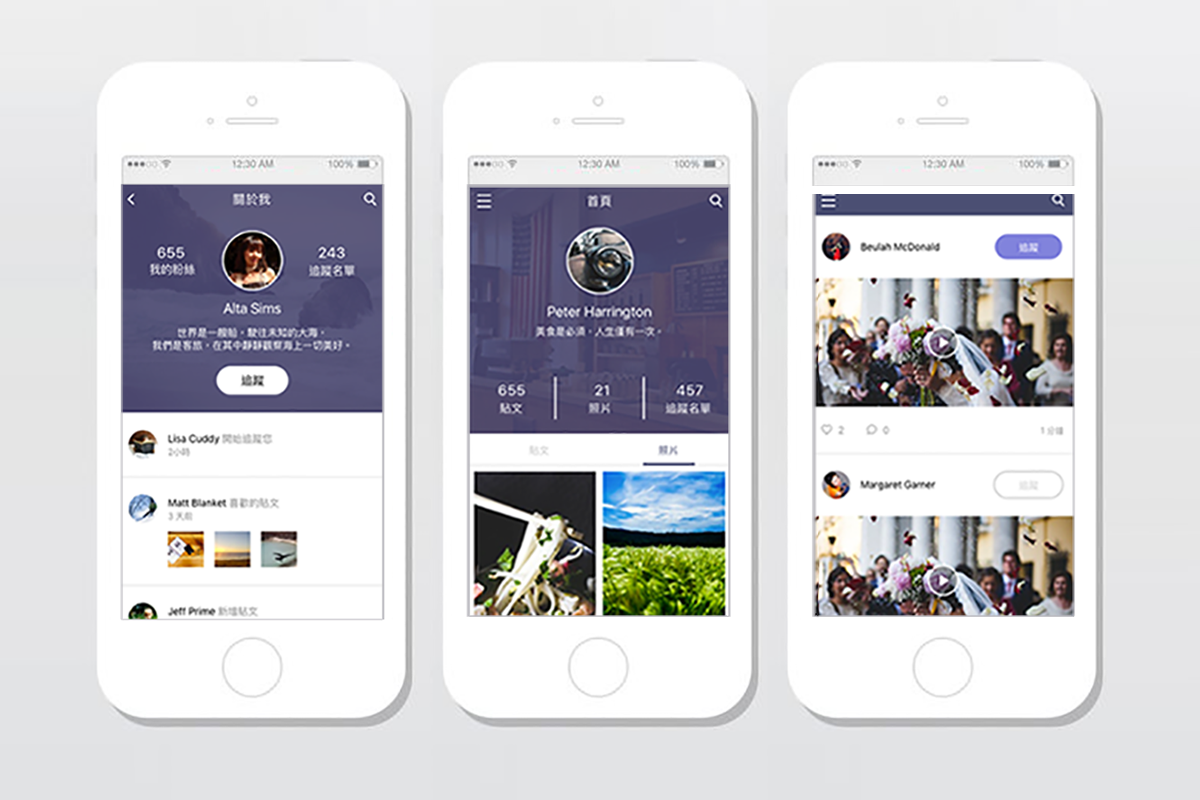 12:30 AM
100%
關於我
655
我的粉絲
243
追蹤名單
Alta Sims
世界是一艘船，駛往未知的大海，
我們是客旅，在其中靜靜觀察海上一切美好。
追蹤
Lisa Cuddy 開始追蹤您
2小時
Matt Blanket 喜歡的貼文
3 天前
Jeff Prime 新增貼文
12:30 AM
100%
首頁
Peter Harrington
美食是必須，人生僅有一次。
655
貼文
21
照片
457
追蹤名單
貼文
照片
12:30 AM
100%
Beulah McDonald
追蹤
2
0
1 分鐘
Margaret Garner
追蹤